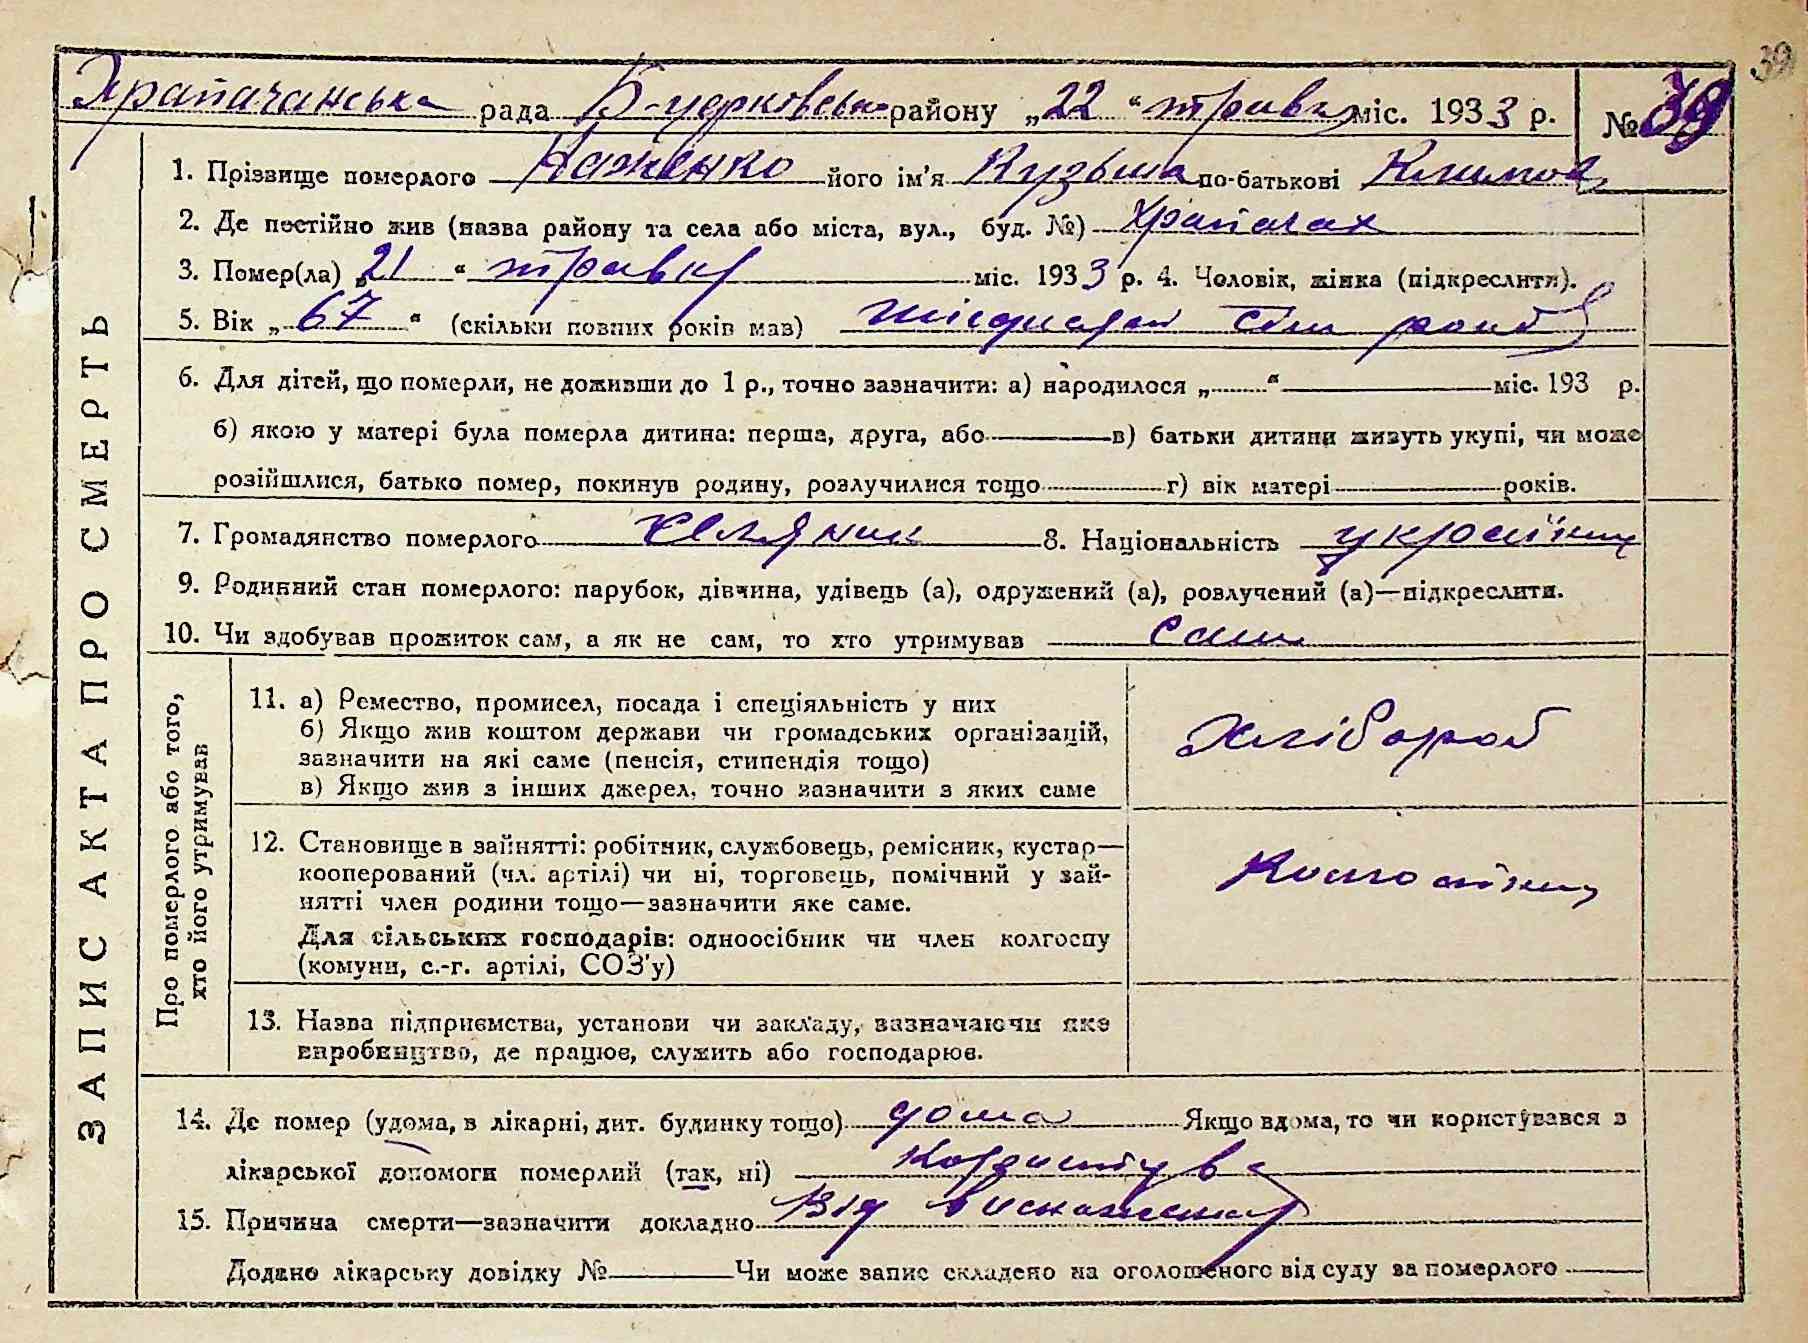 39
Храпачанська рада Б-церковськ району „22“ травня міс. 1933 р. № 39
1. Прізвище померлого Каженко його ім'я Кузьма по-батькові Климов
2. Де постійно жив (назва району та села або міста, вул., буд. №) Храпачах
3. Помер(ла) „21“ травня міс. 1933 р. 4. Чоловік, жінка (підкреслити).
5. Вік „67“ (скільки повних років мав) шісдисят сім років
6. Для дітей, що померли, не доживши до 1 р., точно зазначити: а) народилося „ “ міс. 193 р.
б) якою у матері була померла дитина: перша, друга, або в) батьки дитини живуть укупі, чи може
розійшлися, батько помер, покинув родину, розлучилися тощо г) вік матері років.
7. Громадянство померлого селяник 8. Національність україниц
9. Родинний стан померлого: парубок, дівчина, удівець (а), одружений (а), розлучений (а)—підкреслити.
10. Чи здобував прожиток сам, а як не сам, то хто утримував сам
ЗАПИС АКТА ПРО СМЕРТЬ
Про померлого або того,
хто його утримував
11. а) Ремество, промисел, посада і спеціяльність у них
б) Якщо жив коштом держави чи громадських організацій,
зазначити на які саме (пенсія, стипендія тощо)
в) Якщо жив з інших джерел, точно зазначити з яких саме
хлібороб
12. Становище в зайнятті: робітник, службовець, ремісник, кустар—
кооперований (чл. артілі) чи ні, торговець, помічний у зай-
нятті член родини тощо—зазначити яке саме.
Для сільських господарів: одноосібник чи член колгоспу
(комуни, с.-г. артілі, СОЗ'у)
13. Назва підприємства, установи чи закладу, зазначаючи яке
виробництво, де працює, служить або господарює.
14. Де помер (удома, в лікарні, дит. будинку тощо) дома Якщо вдома, то чи користувався з
лікарської допомоги померлий (так, ні)
15. Причина смерти—зазначити докладно Від виснаження
Додано лікарську довідку № Чи може запис складено на оголошеного від суду за померлого